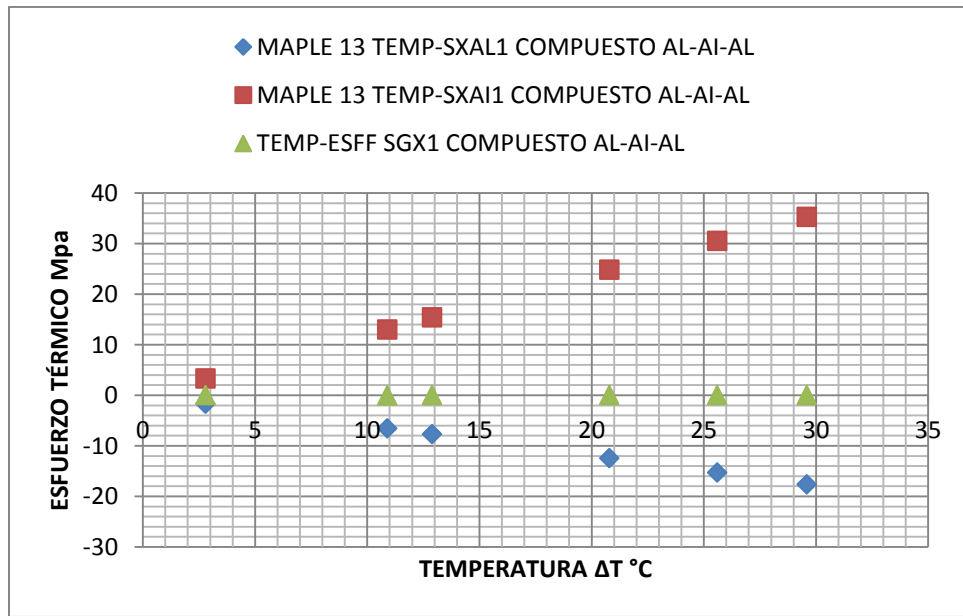 MAPLE 13 TEMP-SXAL1 COMPUESTO AL-AI-AL
MAPLE 13 TEMP-SXAI1 COMPUESTO AL-AI-AL
TEMP-ESFF SGX1 COMPUESTO AL-AI-AL
ESFUERZO TÉRMICO Mpa
40
30
20
10
0
-10
-20
-30
0 5 10 15 20 25 30 35
TEMPERATURA ΔT °C